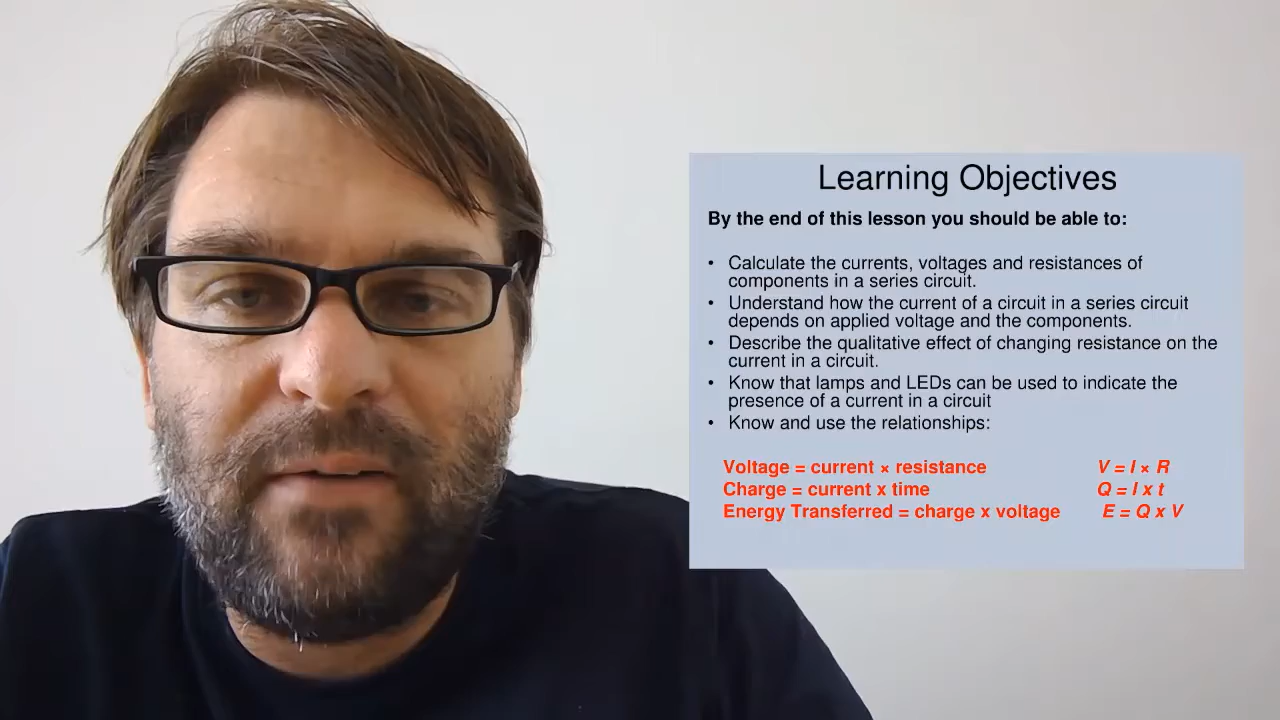 Learning Objectives
By the end of this lesson you should be able to:
• Calculate the currents, voltages and resistances of
components in a series circuit.
• Understand how the current of a circuit in a series circuit
depends on applied voltage and the components.
• Describe the qualitative effect of changing resistance on the
current in a circuit.
• Know that lamps and LEDs can be used to indicate the
presence of a current in a circuit
• Know and use the relationships:
Voltage = current × resistance V = I × R
Charge = current x time Q = I x t
Energy Transferred = charge x voltage E = Q x V